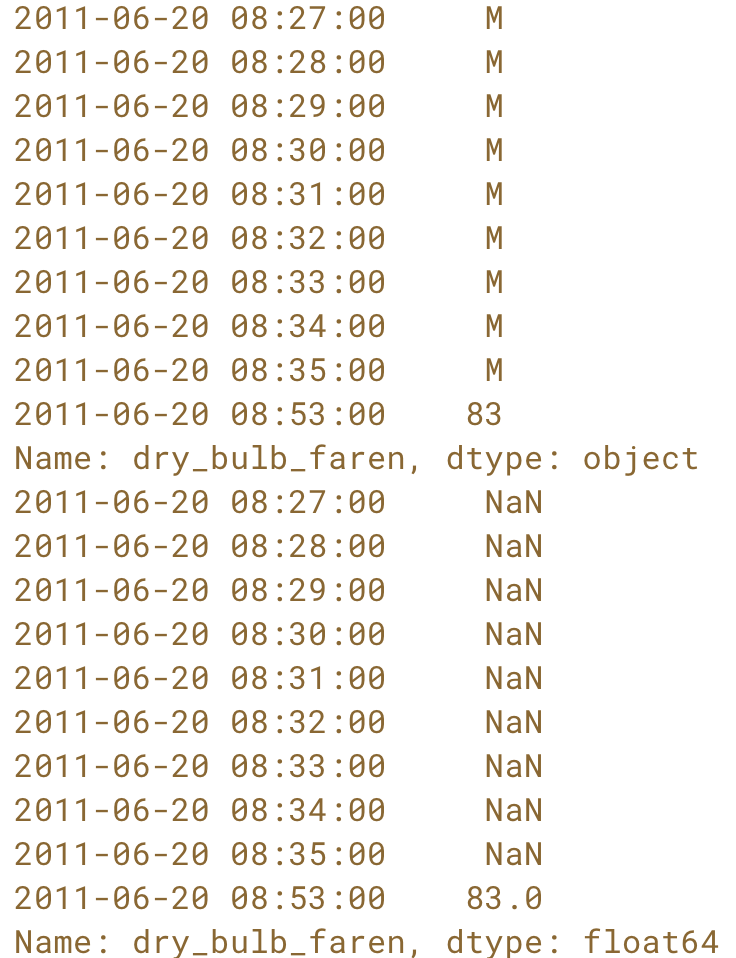 2011-06-20 08:27:00     M
2011-06-20 08:28:00     M
2011-06-20 08:29:00     M
2011-06-20 08:30:00     M
2011-06-20 08:31:00     M
2011-06-20 08:32:00     M
2011-06-20 08:33:00     M
2011-06-20 08:34:00     M
2011-06-20 08:35:00     M
2011-06-20 08:53:00    83
Name: dry_bulb_faren, dtype: object
2011-06-20 08:27:00     NaN
2011-06-20 08:28:00     NaN
2011-06-20 08:29:00     NaN
2011-06-20 08:30:00     NaN
2011-06-20 08:31:00     NaN
2011-06-20 08:32:00     NaN
2011-06-20 08:33:00     NaN
2011-06-20 08:34:00     NaN
2011-06-20 08:35:00     NaN
2011-06-20 08:53:00    83.0
Name: dry_bulb_faren, dtype: float64